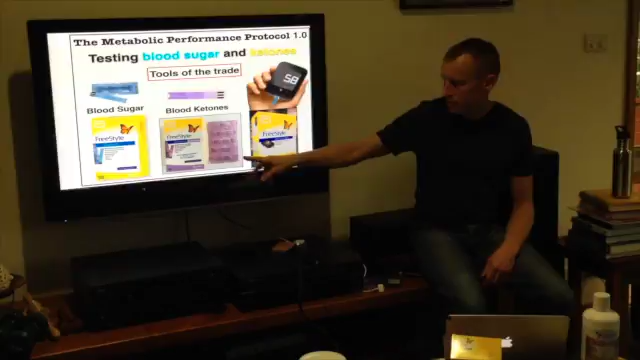 The Metabolic Performance Protocol 1.0
Testing blood sugar and ketones
Tools of the trade
Blood Sugar
Blood Ketones
FreeStyle
FreeStyle
FreeStyle